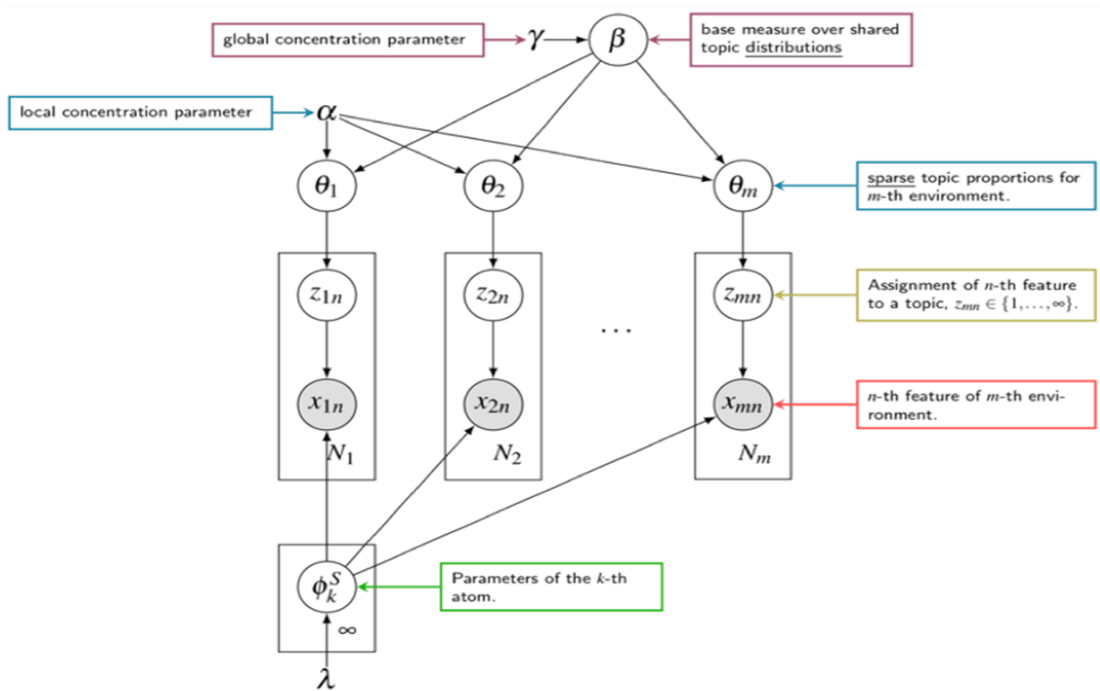 global concentration parameter
γ
β
base measure over shared
topic distributions
local concentration parameter
α
θ1
θ2
θm
sparse topic proportions for
m-th environment.
z1n
z2n
zmn
Assignment of n-th feature
to a topic, zmn ∈ {1,...,∞}.
...
x1n
x2n
xmn
n-th feature of m-th envi-
ronment.
N1
N2
Nm
ϕkS
Parameters of the k-th
atom.
∞
λ